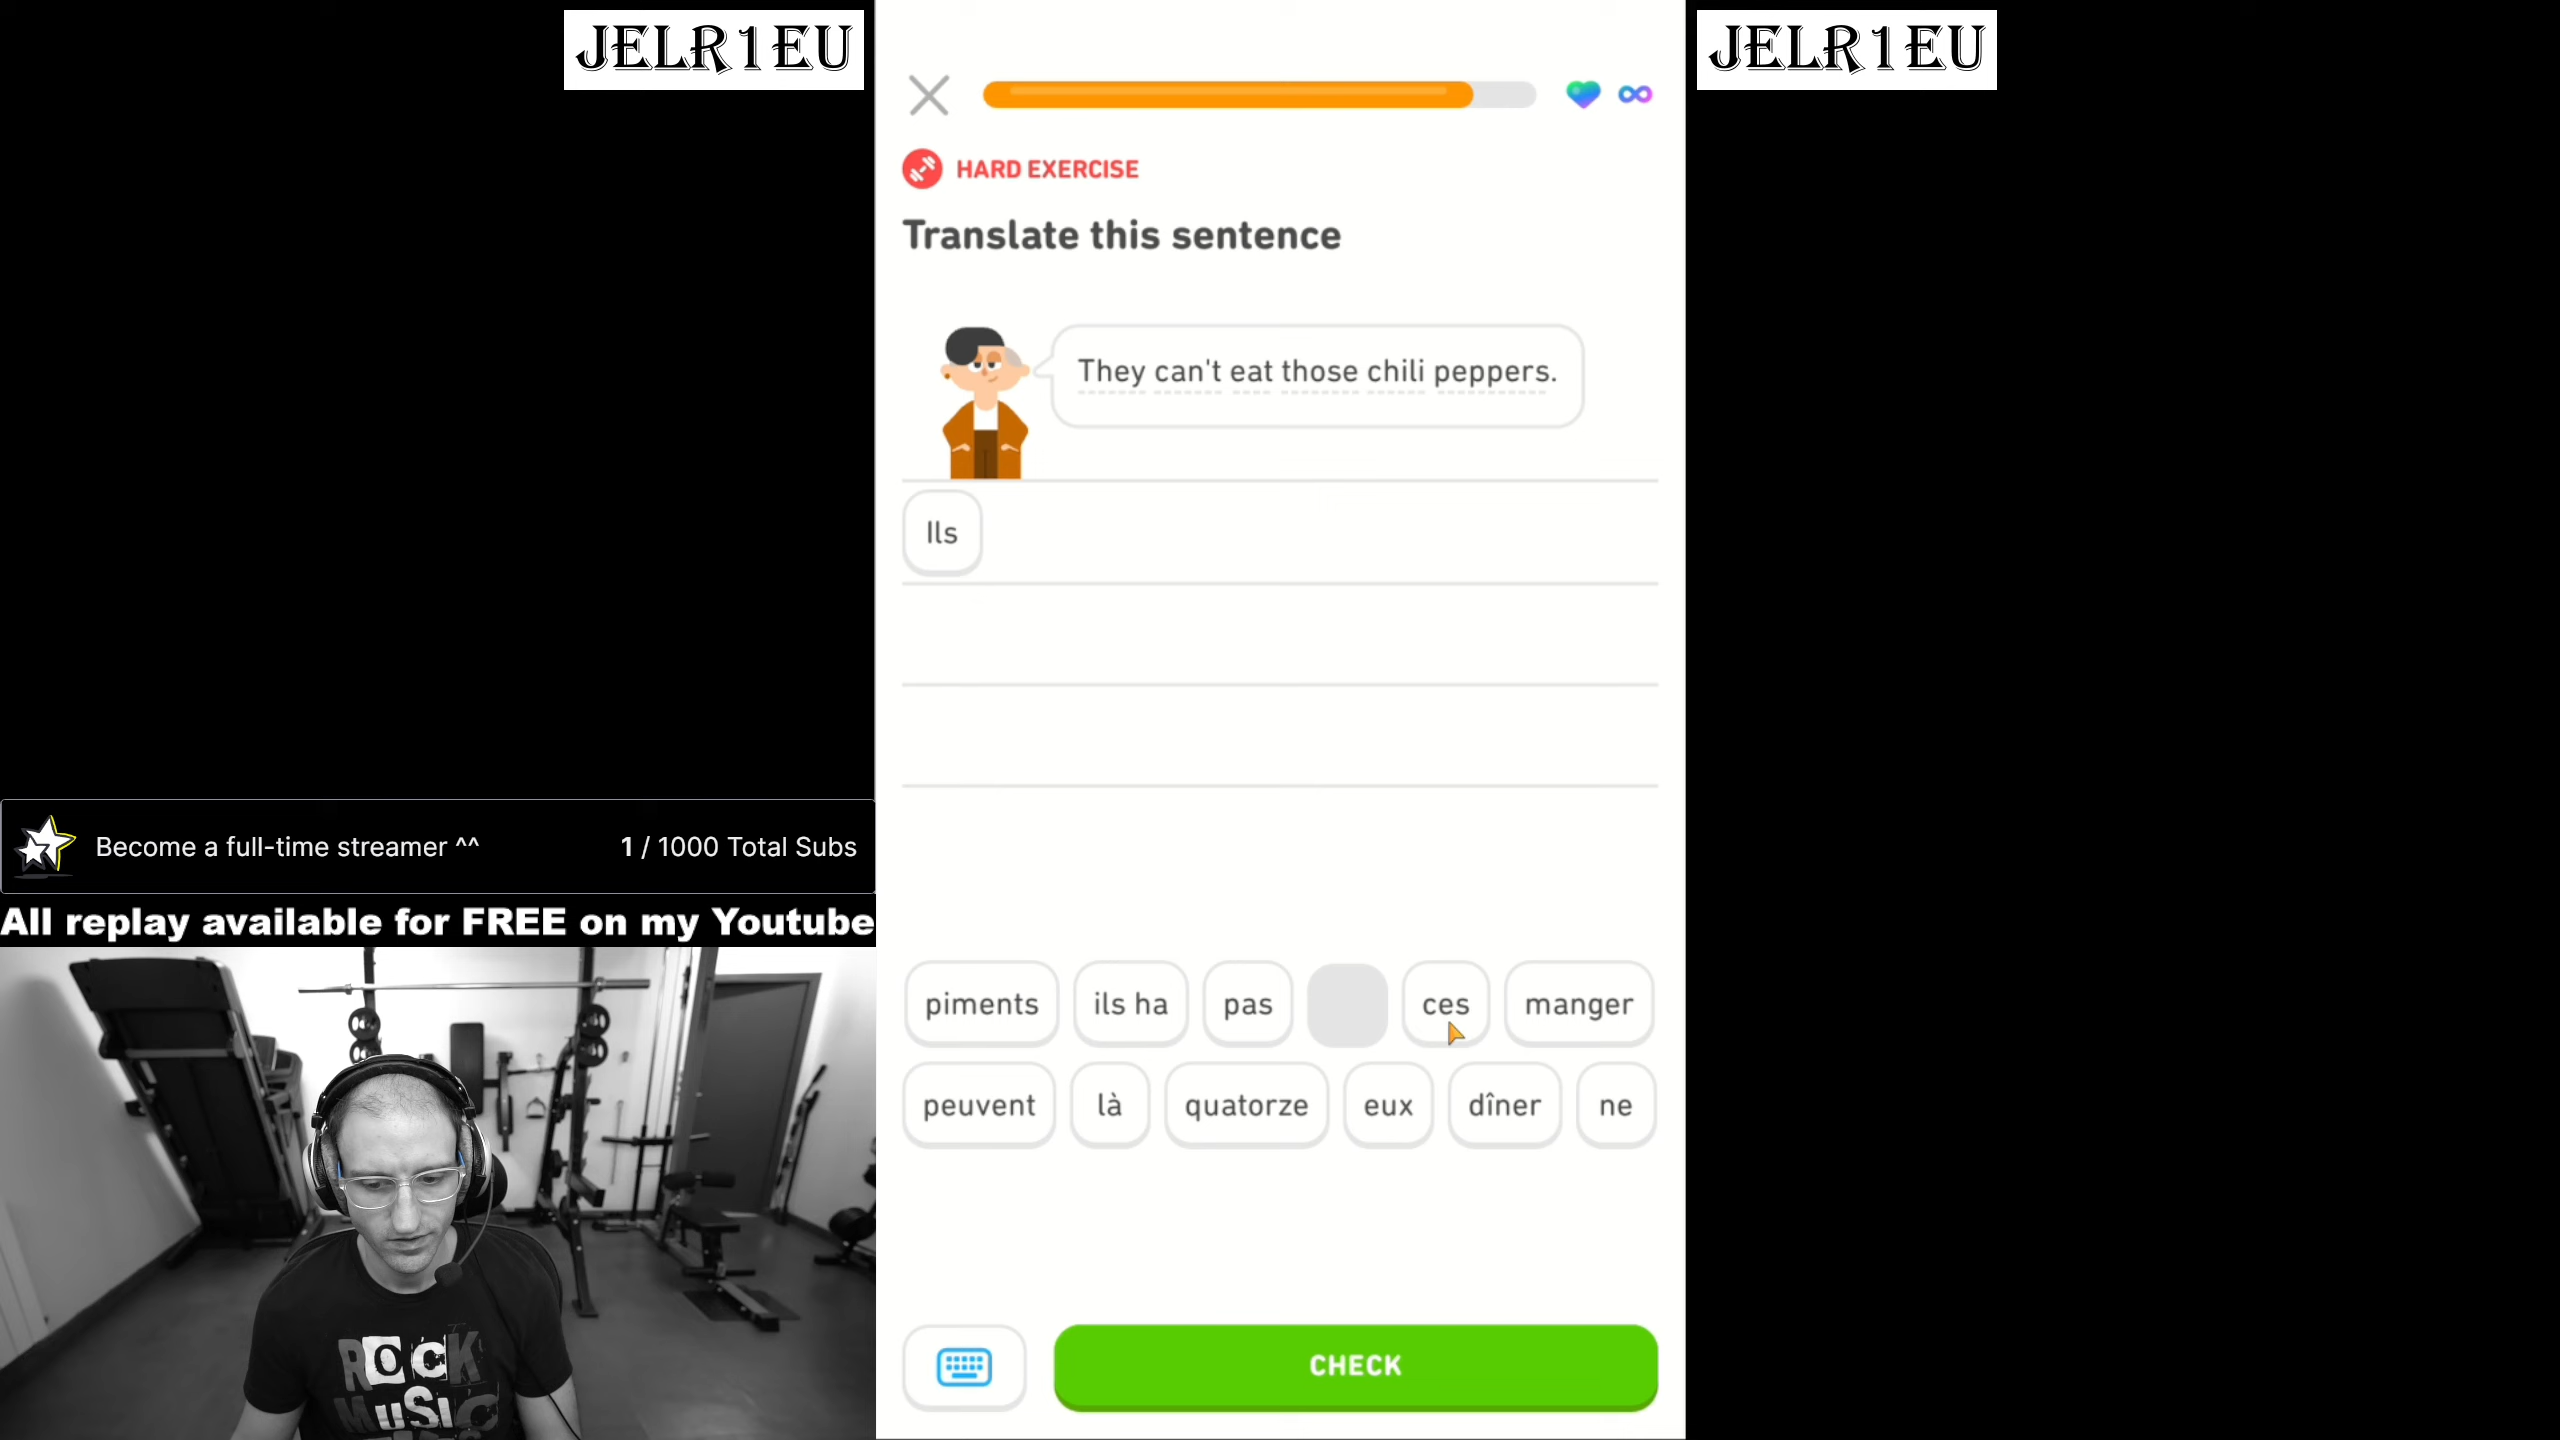 JELR1EU
JELR1EU
HARD EXERCISE
Translate this sentence
They can't eat those chili peppers.
Ils
piments ils ha pas ces manger
peuvent là quatorze eux dîner ne
CHECK
Become a full-time streamer ^^ 1 / 1000 Total Subs
All replay available for FREE on my Youtube
ROCK
MUSIC